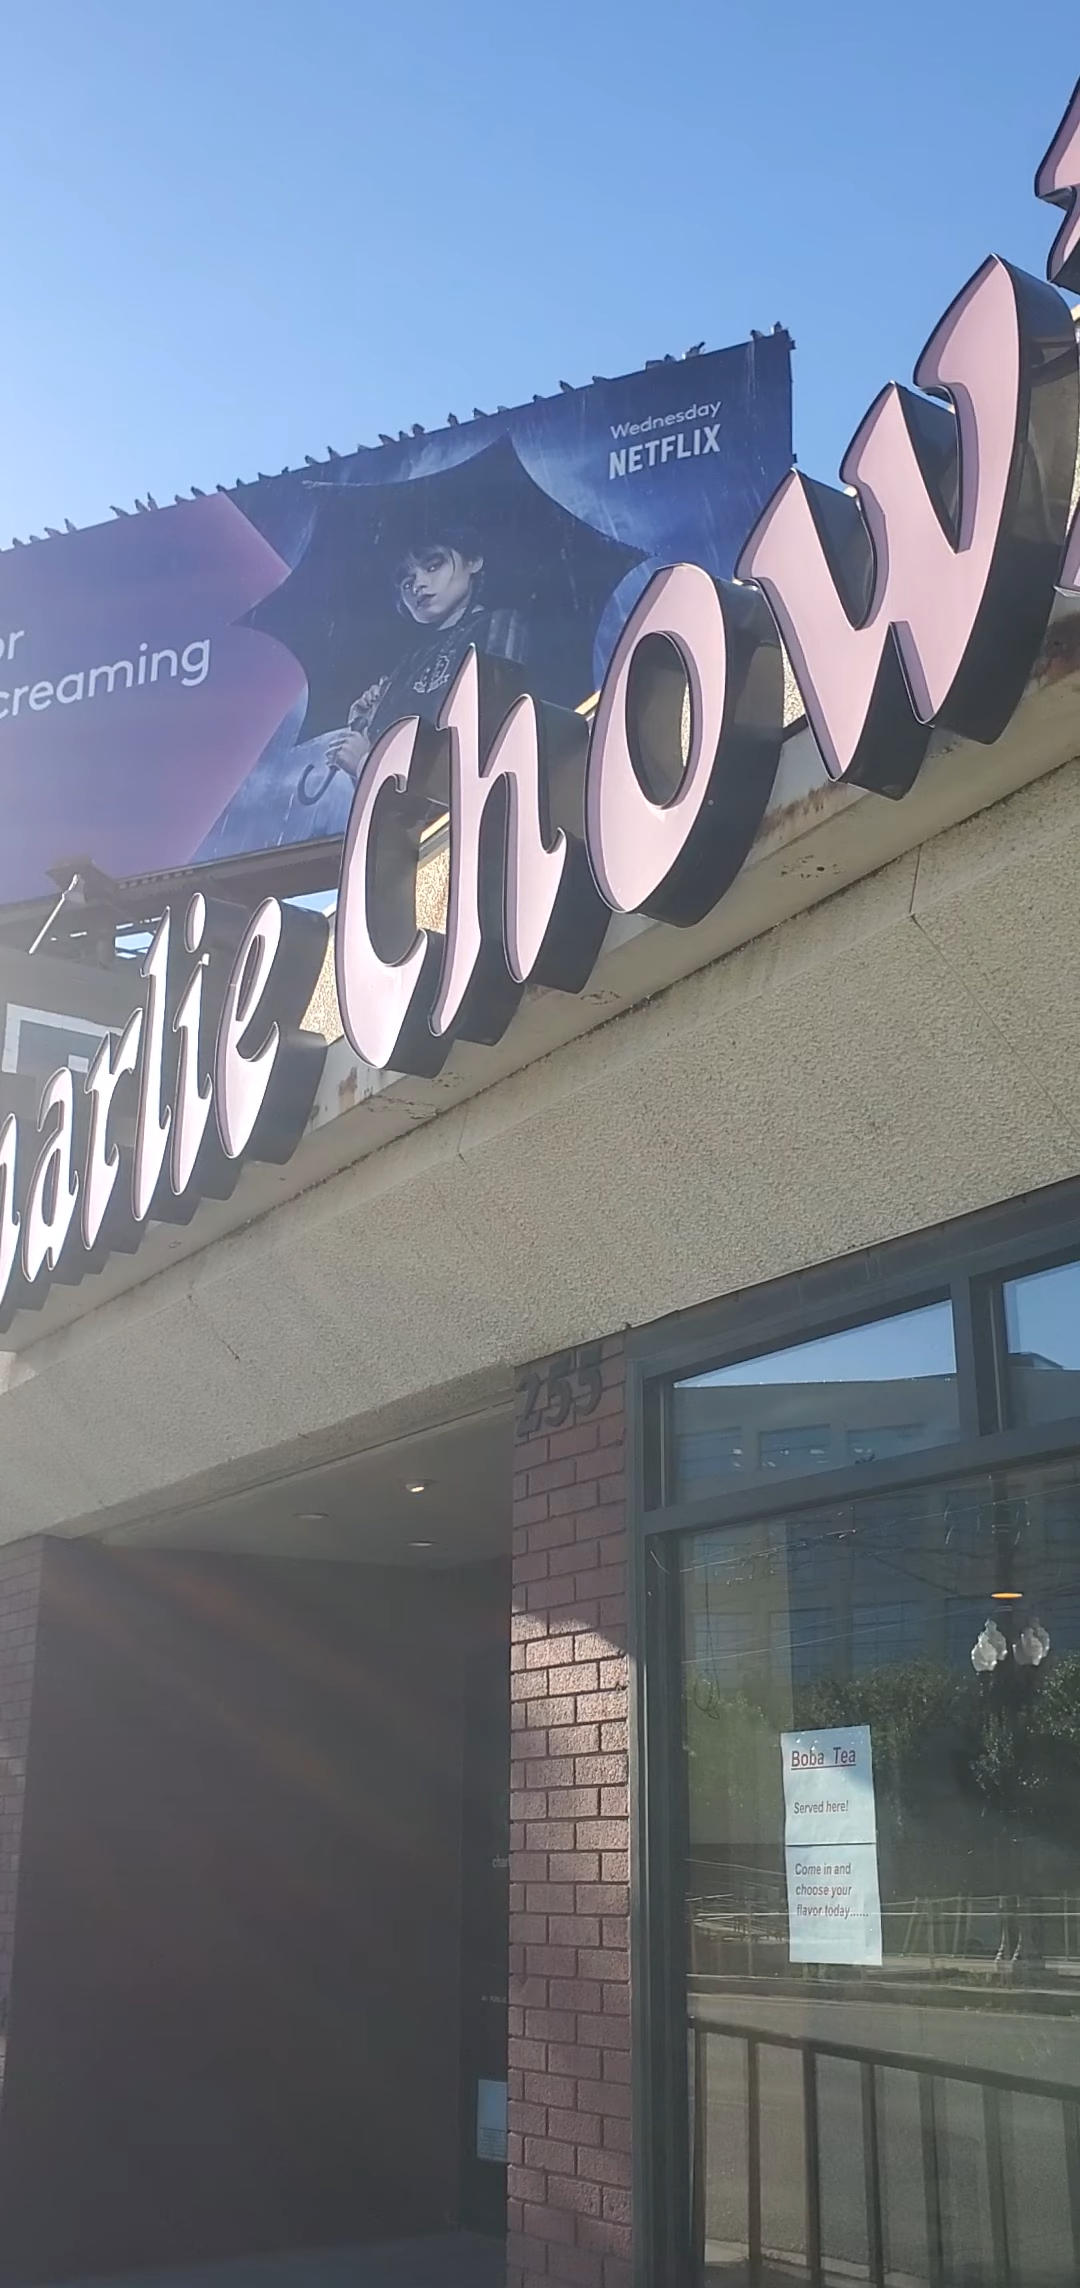 Wednesday
NETFLIX
or
creaming
arlie Chow
255
Boba Tea
Served here!
Come in and
choose your
flavor today......